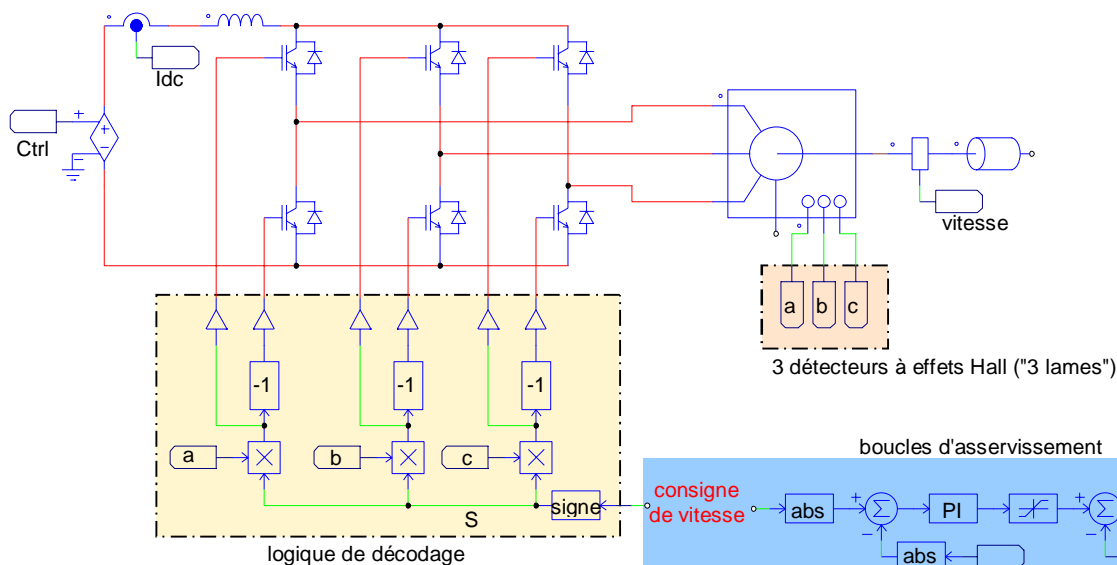 Idc
Ctrl
+
−
+
−
vitesse
a
b
c
3 détecteurs à effets Hall ("3 lames")
-1
-1
-1
a
b
c
S
signe
logique de décodage
boucles d'asservissement
consigne
de vitesse
abs
+
Σ
−
PI
+
Σ
−
abs